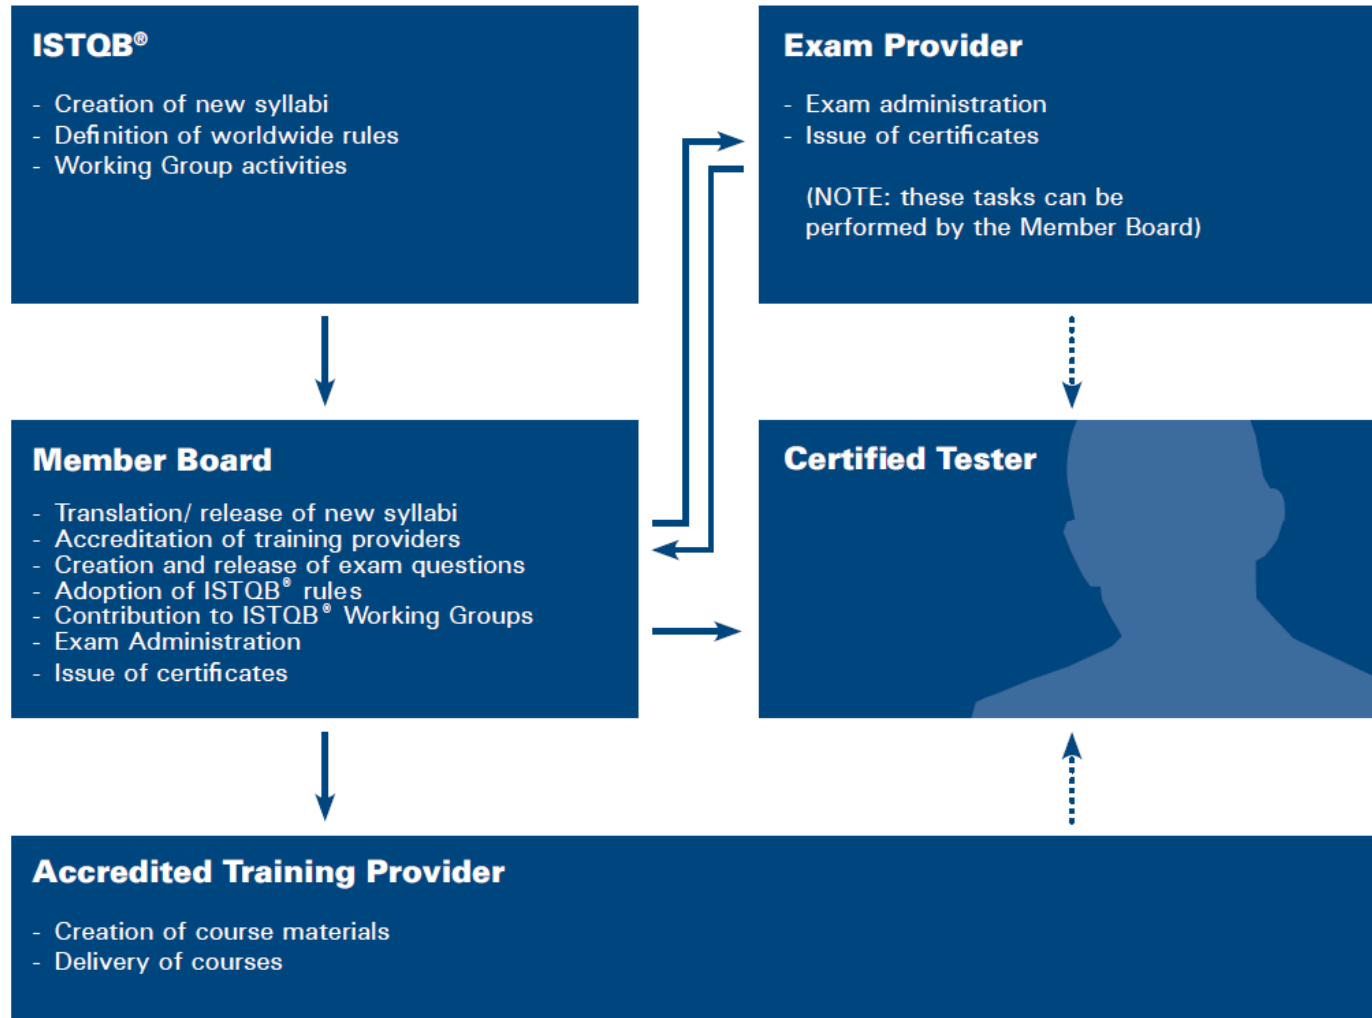 ISTQB®
- Creation of new syllabi
- Definition of worldwide rules
- Working Group activities
Exam Provider
- Exam administration
- Issue of certificates
(NOTE: these tasks can be
performed by the Member Board)
Member Board
- Translation/ release of new syllabi
- Accreditation of training providers
- Creation and release of exam questions
- Adoption of ISTQB® rules
- Contribution to ISTQB® Working Groups
- Exam Administration
- Issue of certificates
Certified Tester
Accredited Training Provider
- Creation of course materials
- Delivery of courses